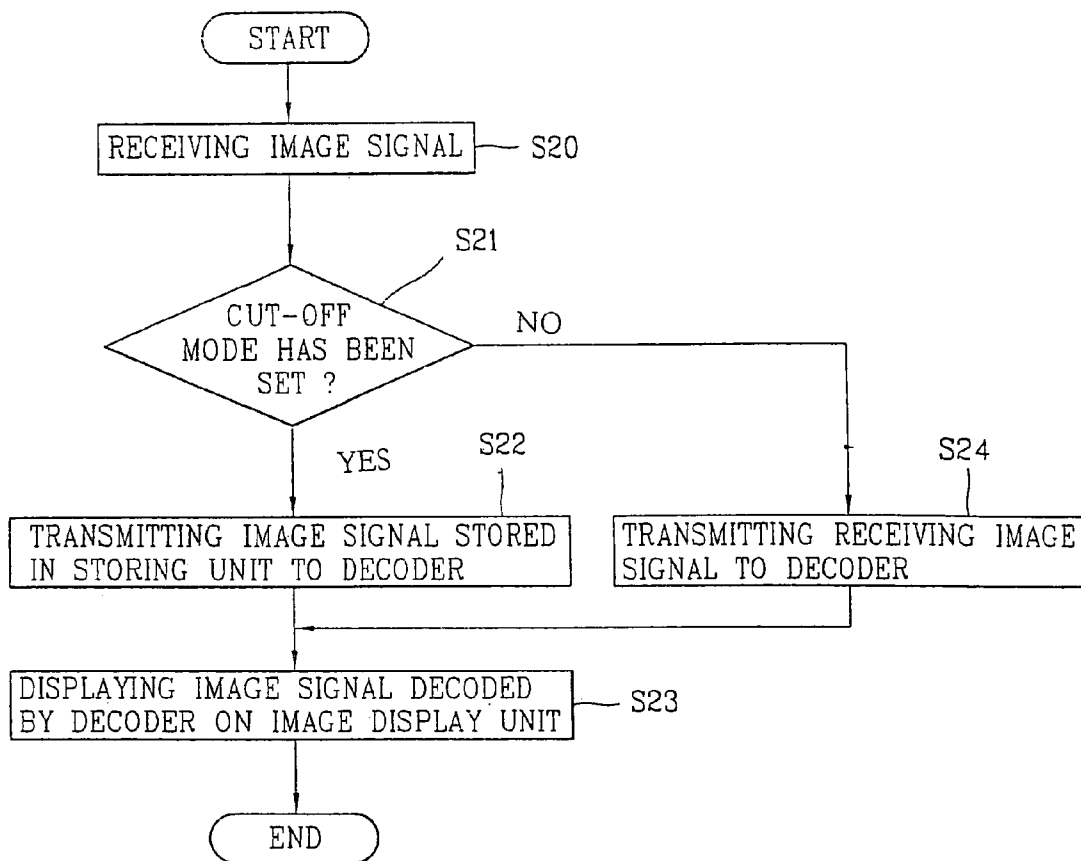 START
RECEIVING IMAGE SIGNAL
S20
S21
CUT-OFF
MODE HAS BEEN
SET ?
NO
YES
S22
TRANSMITTING IMAGE SIGNAL STORED
IN STORING UNIT TO DECODER
S24
TRANSMITTING RECEIVING IMAGE
SIGNAL TO DECODER
DISPLAYING IMAGE SIGNAL DECODED
BY DECODER ON IMAGE DISPLAY UNIT
S23
END